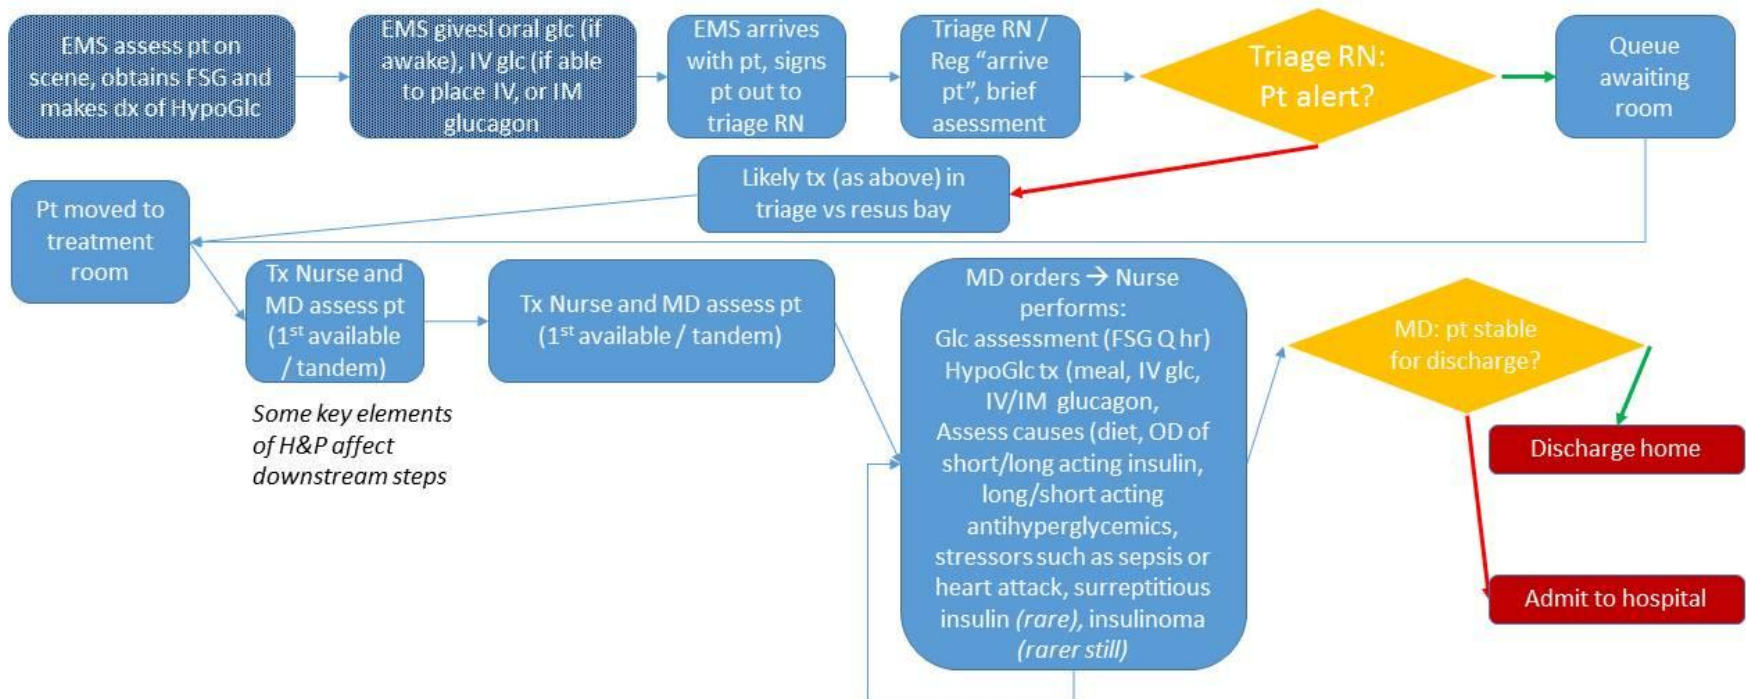 EMS assess pt on
scene, obtains FSG and
makes dx of HypoGlc
EMS givesl oral glc (if
awake), IV glc (if able
to place IV, or IM
glucagon
EMS arrives
with pt, signs
pt out to
triage RN
Triage RN /
Reg “arrive
pt”, brief
asessment
Triage RN:
Pt alert?
Queue
awaiting
room
Likely tx (as above) in
triage vs resus bay
Pt moved to
treatment
room
Tx Nurse and
MD assess pt
(1st available
/ tandem)
Some key elements
of H&P affect
downstream steps
Tx Nurse and MD assess pt
(1st available / tandem)
MD orders → Nurse
performs:
Glc assessment (FSG Q hr)
HypoGlc tx (meal, IV glc,
IV/IM glucagon,
Assess causes (diet, OD of
short/long acting insulin,
long/short acting
antihyperglycemics,
stressors such as sepsis or
heart attack, surreptitious
insulin (rare), insulinoma
(rarer still)
MD: pt stable
for discharge?
Discharge home
Admit to hospital